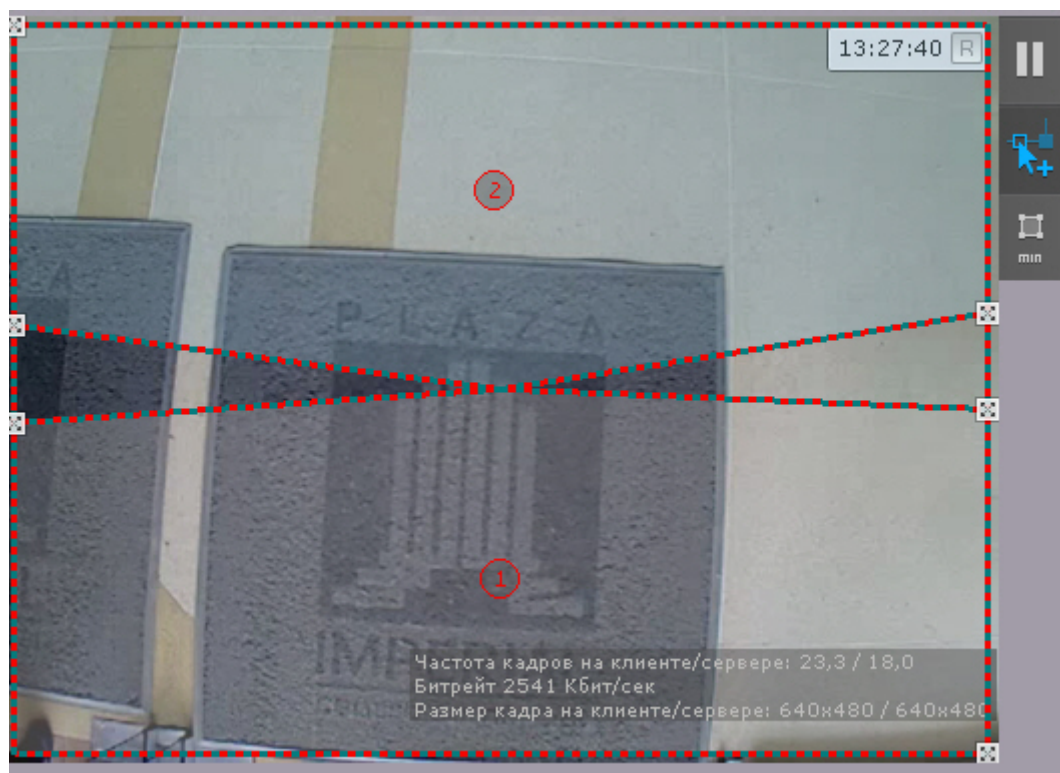 13:27:40 R
2
P L A Z A
1
Частота кадров на клиенте/сервере: 23,3 / 18,0
Битрейт 2541 Кбит/сек
Размер кадра на клиенте/сервере: 640x480 / 640x480
min